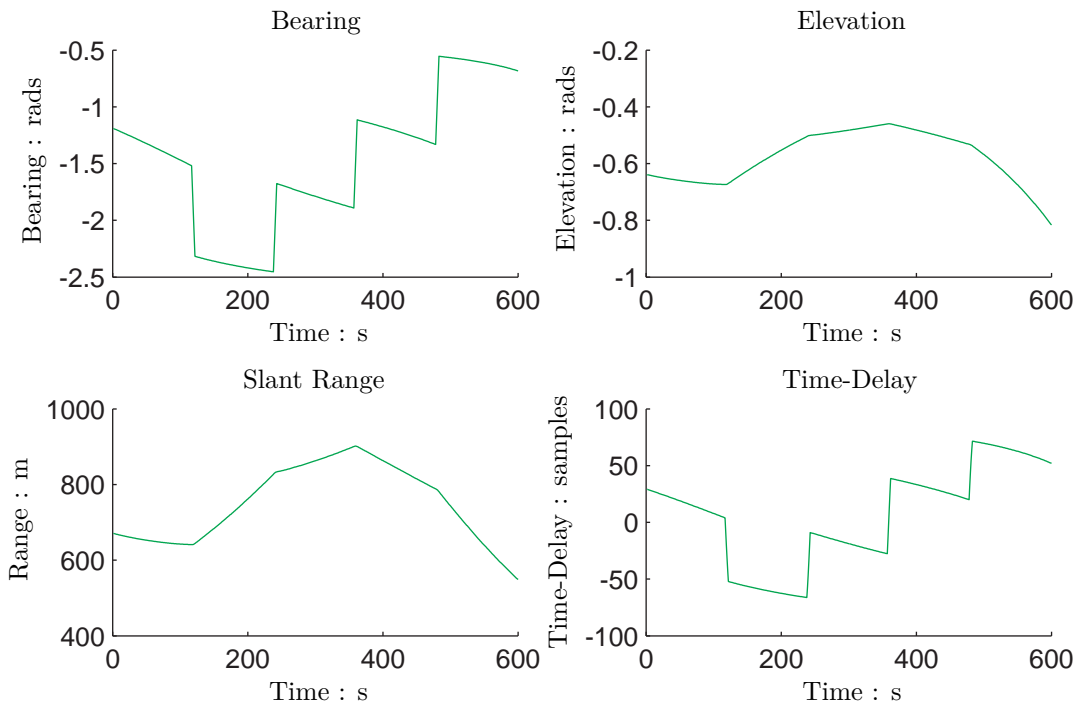 Bearing
Elevation
Bearing : rads
-0.5
-1
-1.5
-2
-2.5
0
200
400
600
Time : s
Elevation : rads
-0.2
-0.4
-0.6
-0.8
-1
0
200
400
600
Time : s
Slant Range
Time-Delay
Range : m
1000
800
600
400
0
200
400
600
Time : s
Time-Delay : samples
100
50
0
-50
-100
0
200
400
600
Time : s